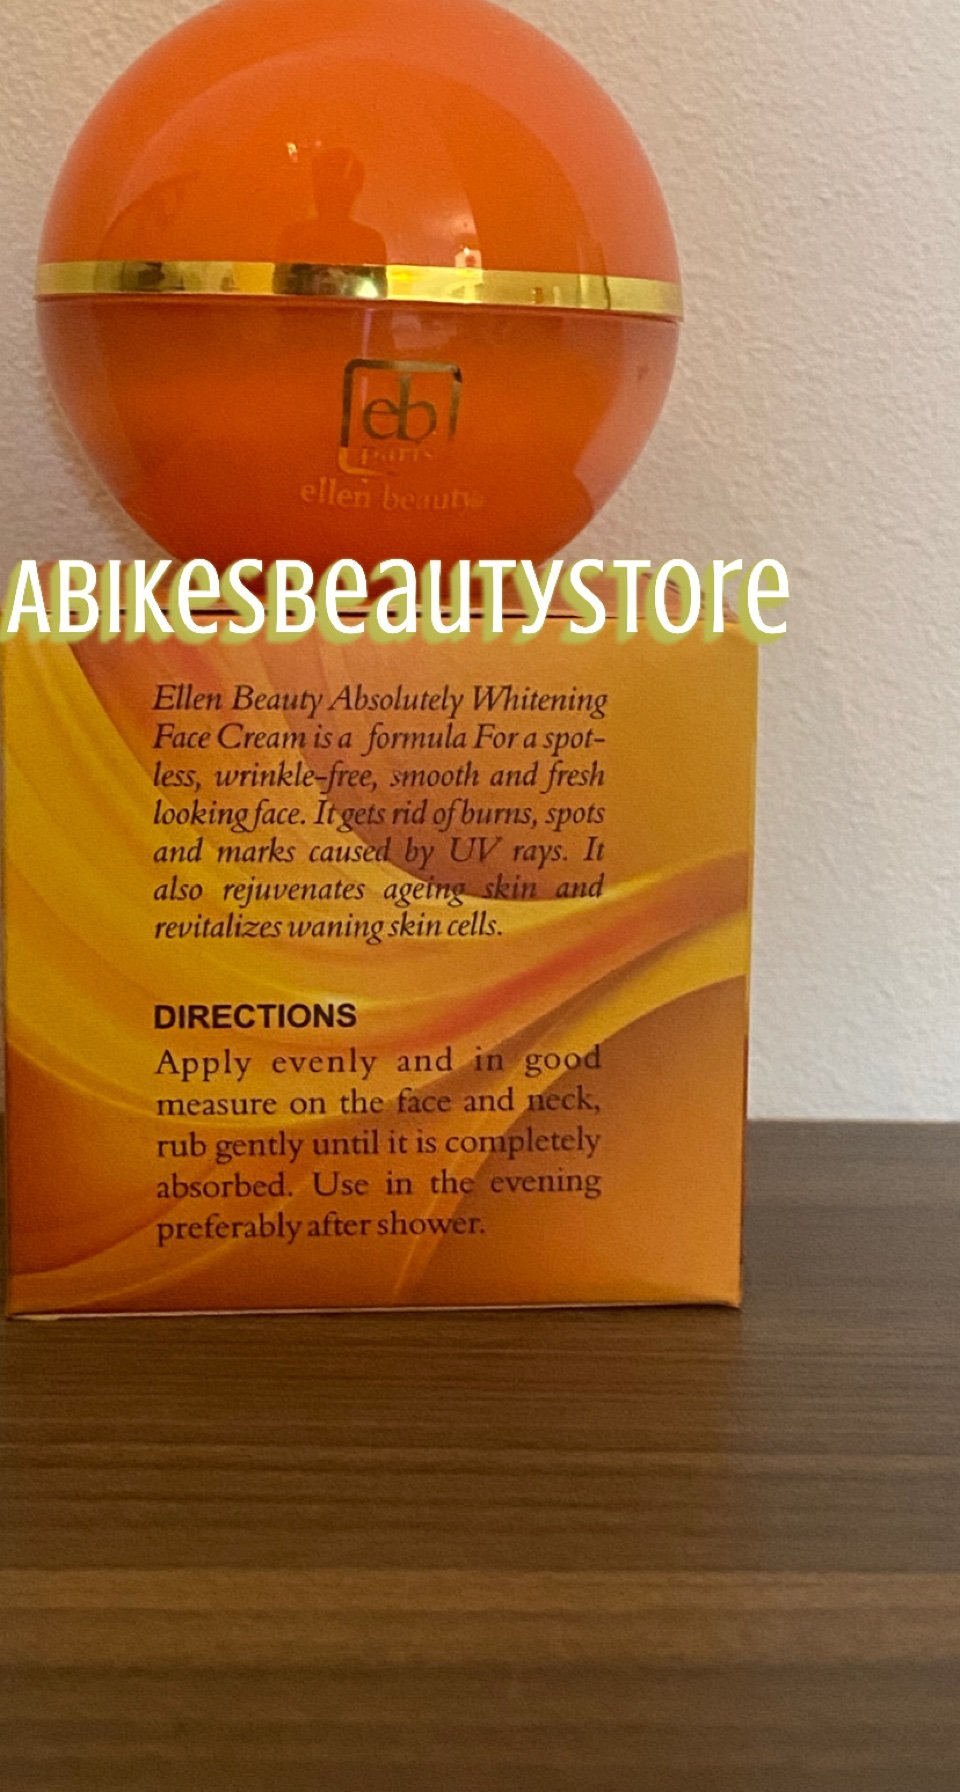 eb
Paris
ellen beauty
ABIKesBeauTySTore
Ellen Beauty Absolutely Whitening
Face Cream is a formula For a spot-
less, wrinkle-free, smooth and fresh
looking face. It gets rid of burns, spots
and marks caused by UV rays. It
also rejuvenates ageing skin and
revitalizes waning skin cells.
DIRECTIONS
Apply evenly and in good
measure on the face and neck,
rub gently until it is completely
absorbed. Use in the evening
preferably after shower.